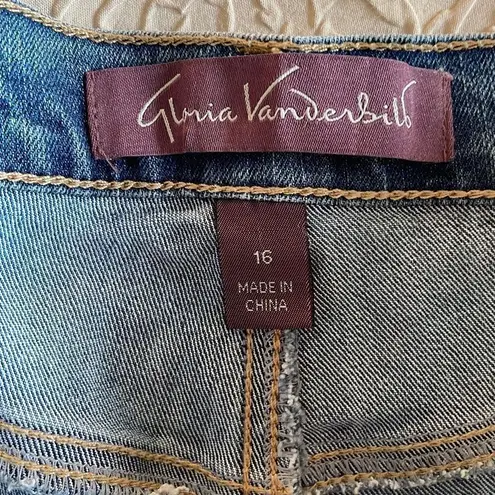 Gloria Vanderbilt
16
MADE IN
CHINA